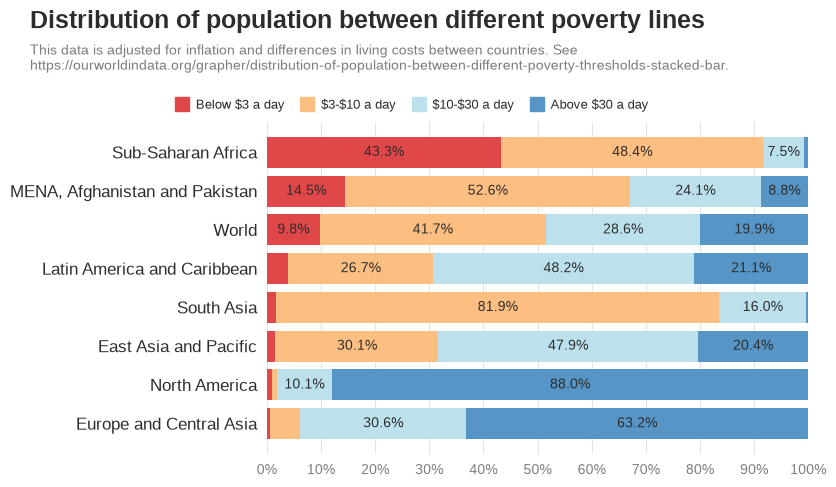 Distribution of population between different poverty lines
This data is adjusted for inflation and differences in living costs between countries. See
https://ourworldindata.org/grapher/distribution-of-population-between-different-poverty-thresholds-stacked-bar.
Below $3 a day $3-$10 a day $10-$30 a day Above $30 a day
Sub-Saharan Africa 43.3% 48.4% 7.5%
MENA, Afghanistan and Pakistan 14.5% 52.6% 24.1% 8.8%
World 9.8% 41.7% 28.6% 19.9%
Latin America and Caribbean 26.7% 48.2% 21.1%
South Asia 81.9% 16.0%
East Asia and Pacific 30.1% 47.9% 20.4%
North America 10.1% 88.0%
Europe and Central Asia 30.6% 63.2%
0% 10% 20% 30% 40% 50% 60% 70% 80% 90% 100%